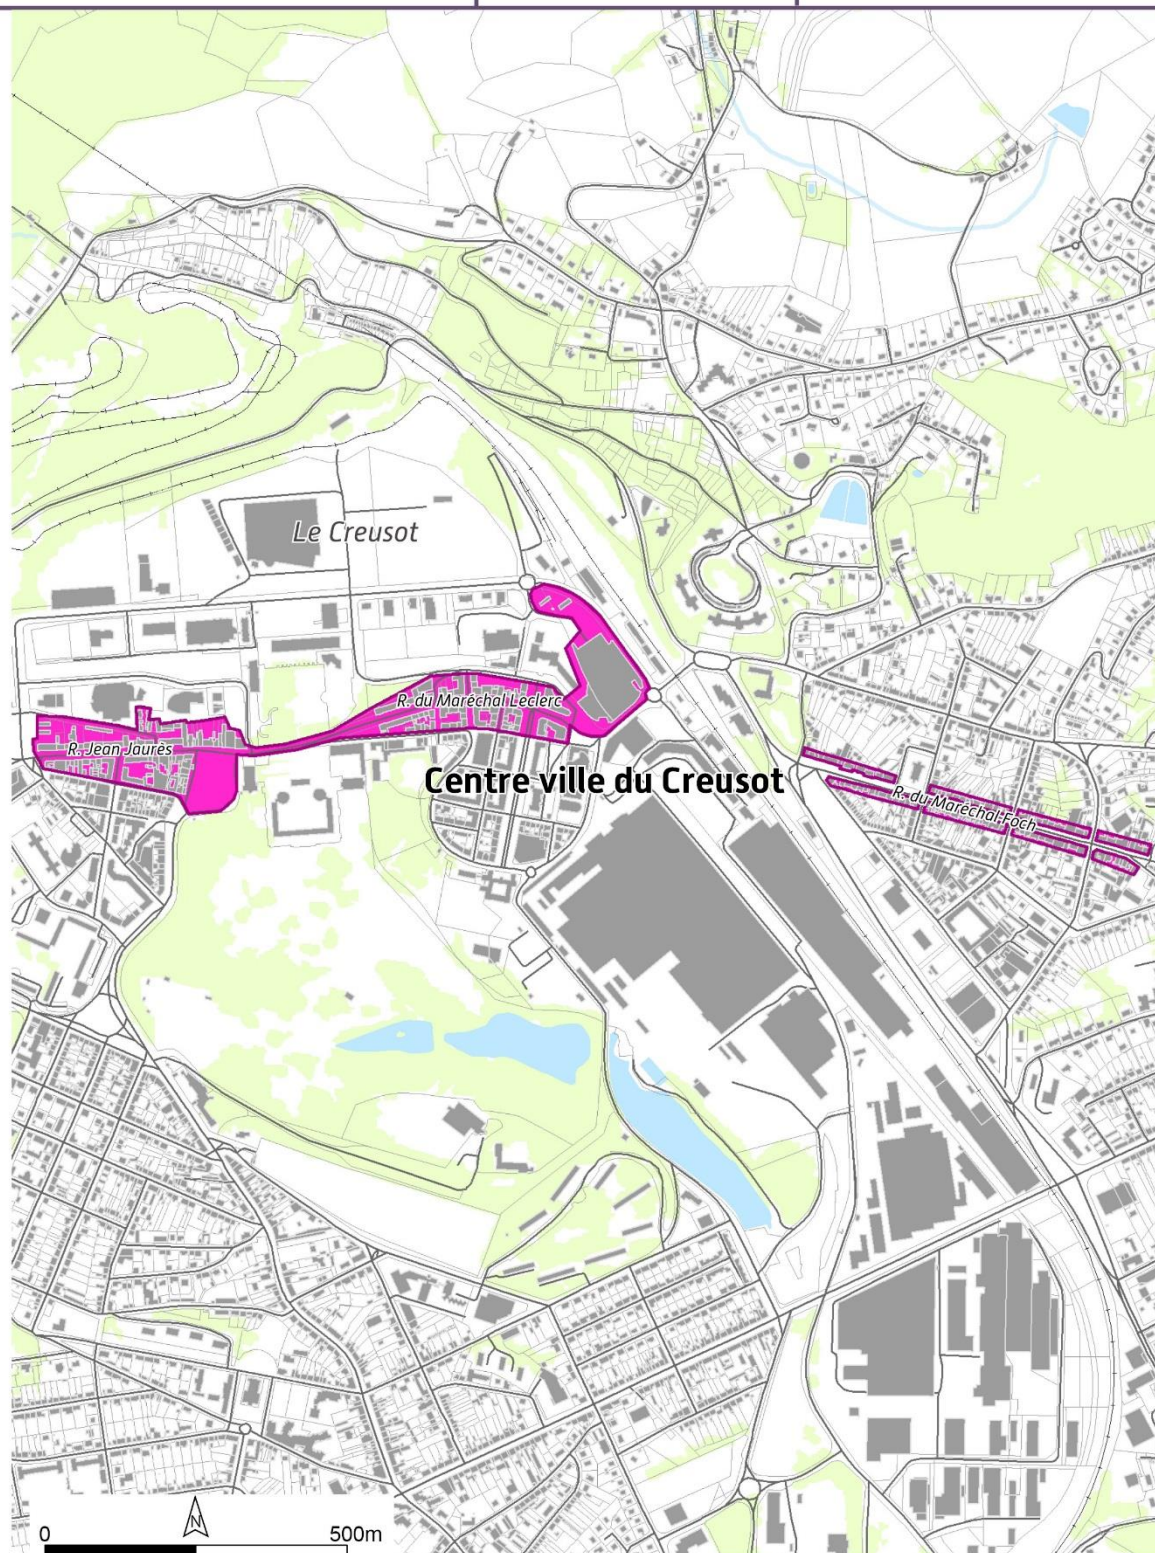 Le Creusot
R. du Maréchal Leclerc
R. Jean Jaurès
Centre ville du Creusot
R. du Maréchal Foch
N
0 500m